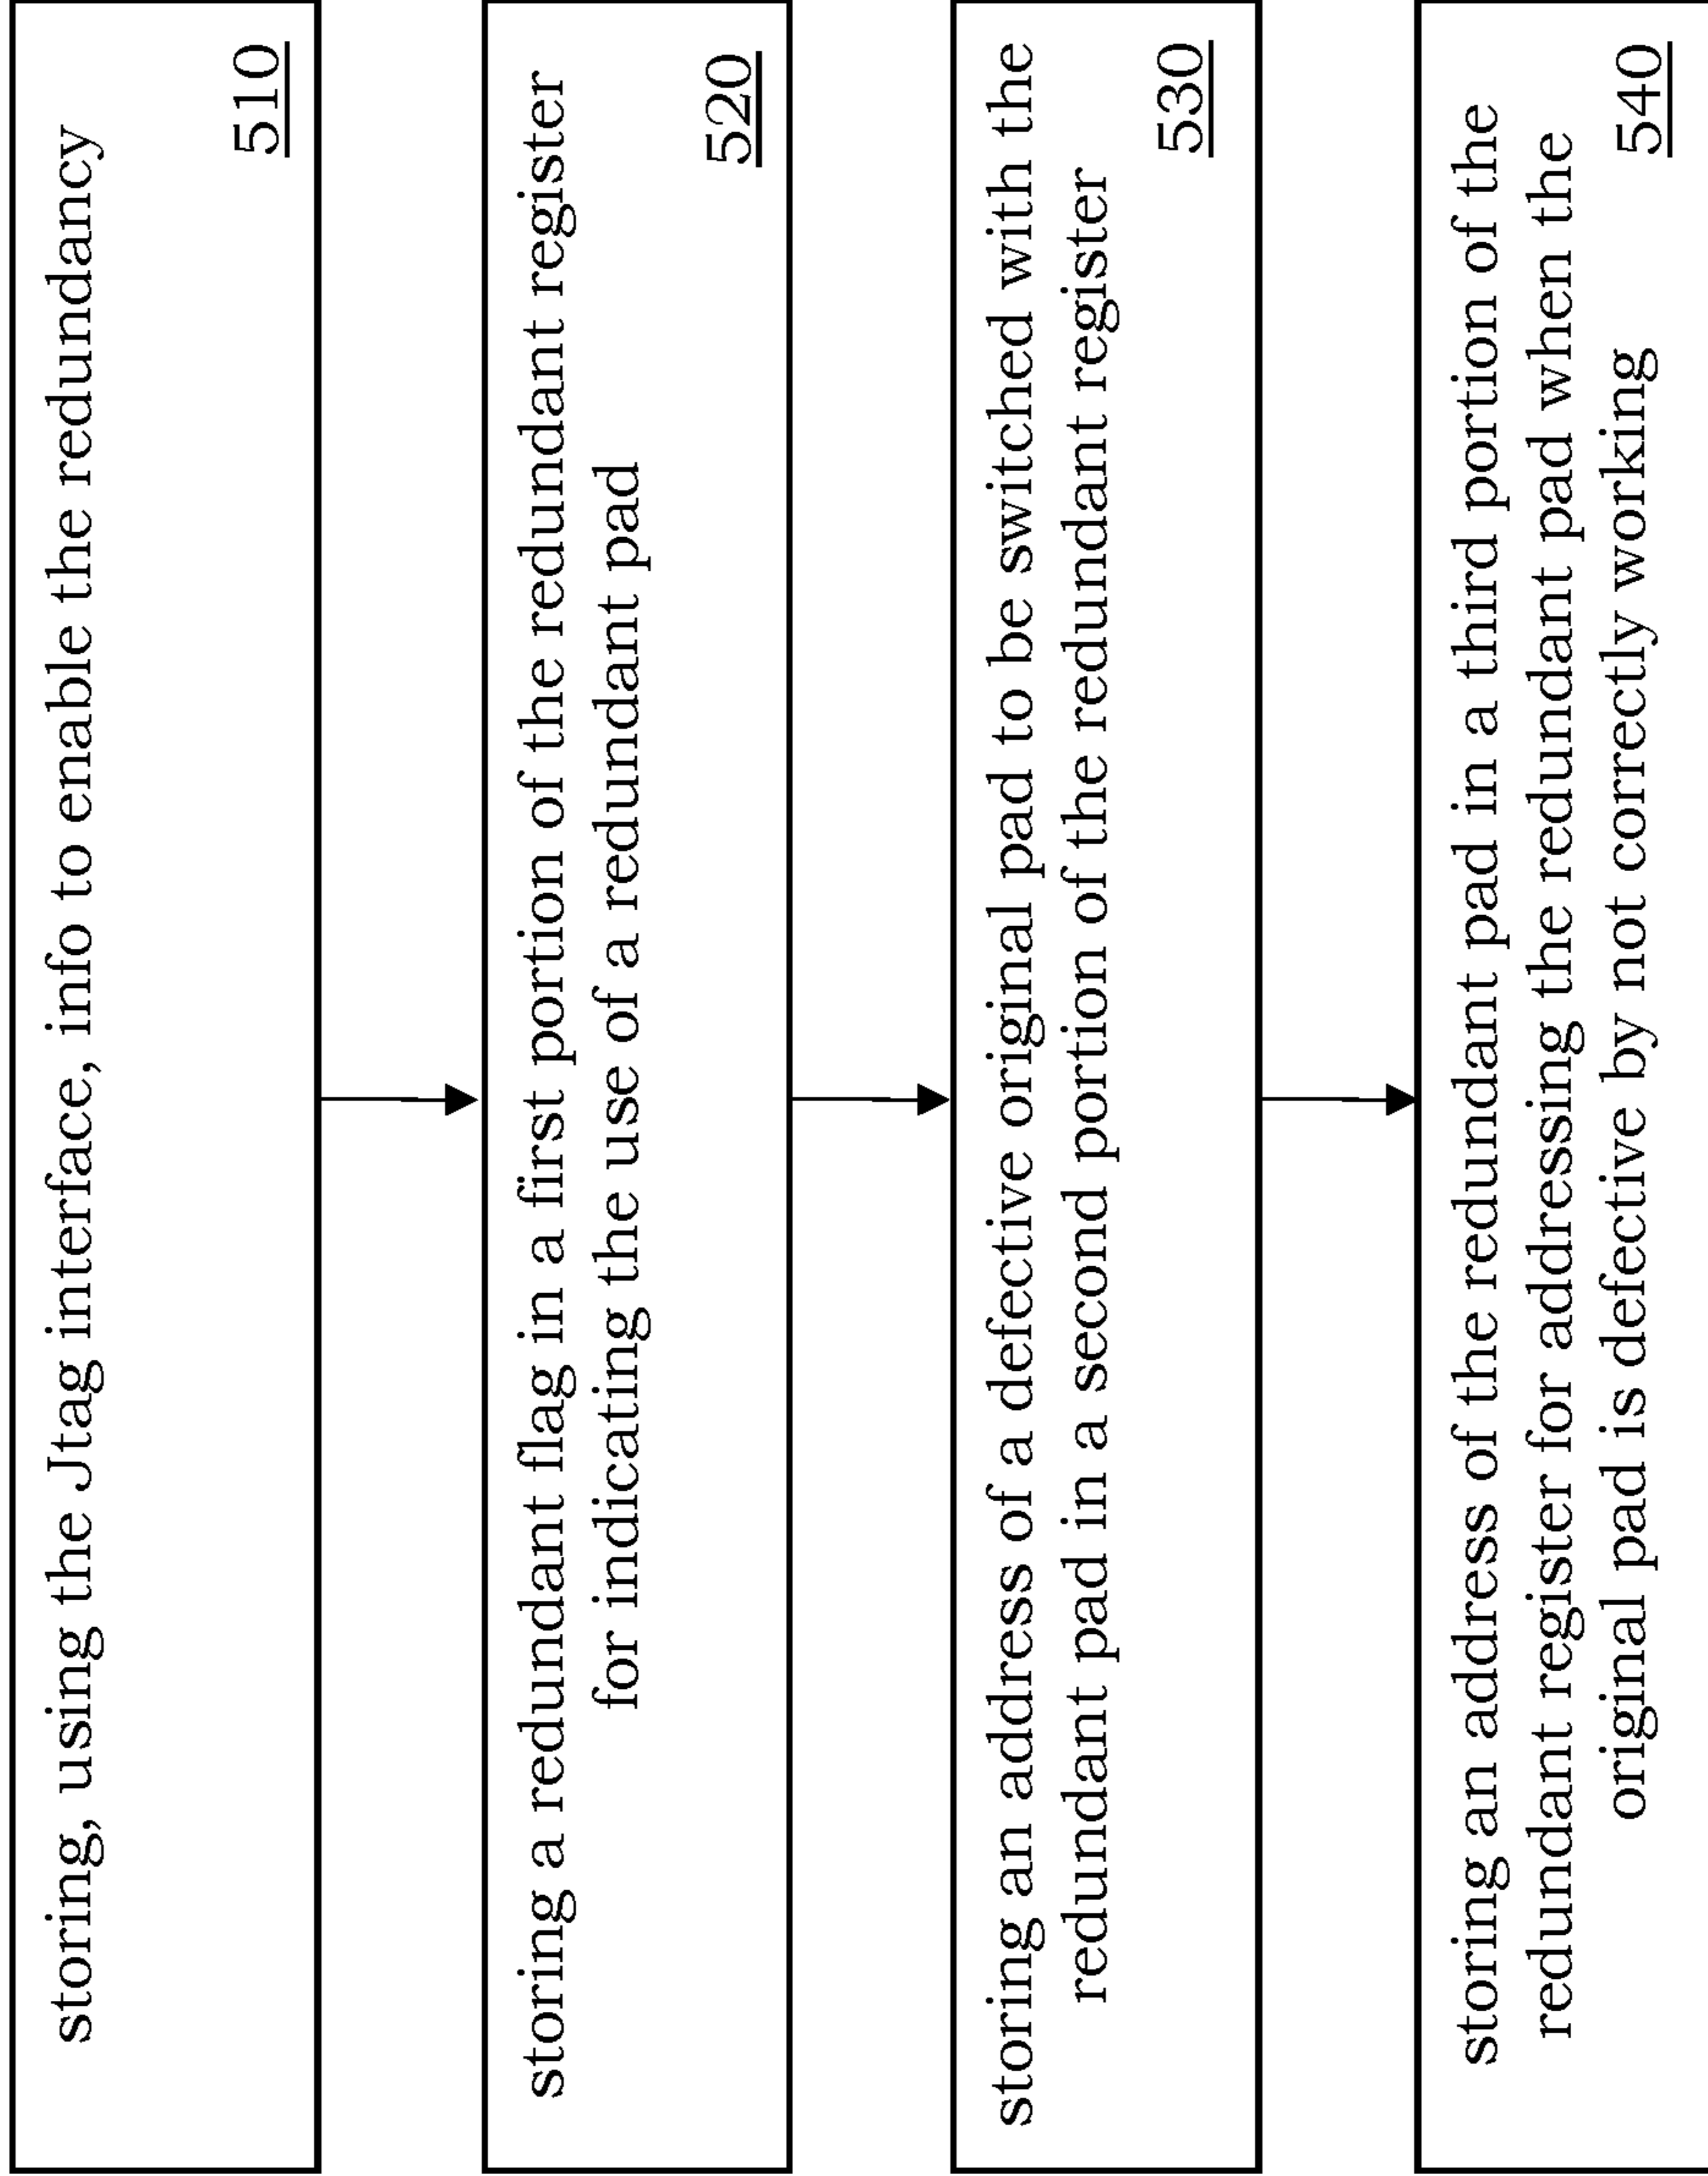 storing, using the Jtag interface, info to enable the redundancy
510
storing a redundant flag in a first portion of the redundant register
for indicating the use of a redundant pad
520
storing an address of a defective original pad to be switched with the
redundant pad in a second portion of the redundant register
530
storing an address of the redundant pad in a third portion of the
redundant register for addressing the redundant pad when the
original pad is defective by not correctly working
540